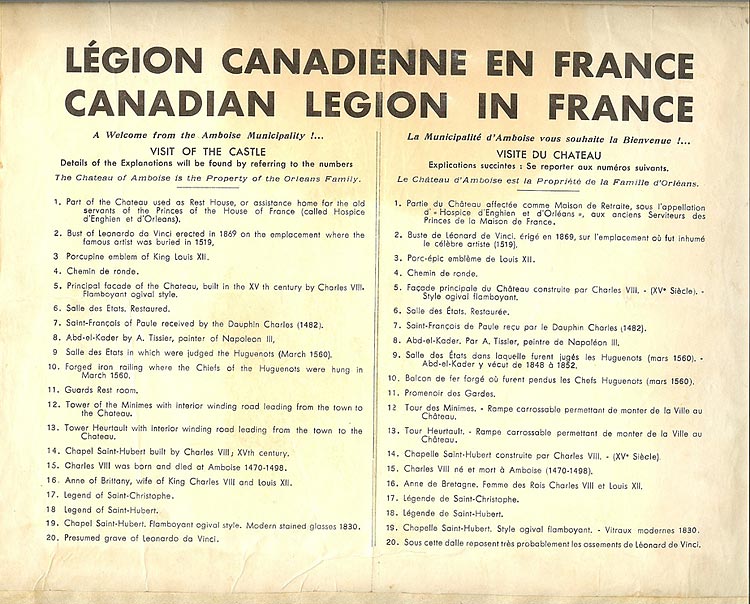 LÉGION CANADIENNE EN FRANCE
CANADIAN LEGION IN FRANCE
A Welcome from the Amboise Municipality !...
VISIT OF THE CASTLE
Details of the Explanations will be found by referring to the numbers
The Chateau of Amboise is the Property of the Orleans Family.
1. Part of the Chateau used as Rest House, or assistance home for the old
servants of the Princes of the House of France (called Hospice
d'Enghien et d'Orleans).
2. Bust of Leonardo da Vinci erected in 1869 on the emplacement where the
famous artist was buried in 1519.
3 Porcupine emblem of King Louis XII.
4. Chemin de ronde.
5. Principal facade of the Chateau, built in the XV th century by Charles VIII.
Flamboyant ogival style.
6. Salle des Etats. Restaured.
7. Saint-François of Paule received by the Dauphin Charles (1482).
8. Abd-el-Kader by A. Tissier, painter of Napoleon III.
9 Salle des Etats in which were judged the Huguenots (March 1560).
10. Forged iron railing where the Chiefs of the Huguenots were hung in
March 1560.
11. Guards Rest room.
12. Tower of the Minimes with interior winding road leading from the town to
the Chateau.
13. Tower Heurtault with interior winding road leading from the town to the
Chateau.
14. Chapel Saint-Hubert built by Charles VIII; XVth century.
15. Charles VIII was born and died at Amboise 1470-1498.
16. Anne of Brittany, wife of King Charles VIII and Louis XII.
17. Legend of Saint-Christophe.
18 Legend of Saint-Hubert.
19. Chapel Saint-Hubert. Flamboyant ogival style. Modern stained glasses 1830.
20. Presumed grave of Leonardo da Vinci.
La Municipalité d'Amboise vous souhaite la Bienvenue !...
VISITE DU CHATEAU
Explications succintes : Se reporter aux numéros suivants.
Le Château d'Amboise est la Propriété de la Famille d'Orléans.
1. Partie du Château affectée comme Maison de Retraite, sous l'appellation
d' « Hospice d'Enghien et d'Orléans », aux anciens Serviteurs des
Princes de la Maison de France.
2. Buste de Léonard de Vinci, érigé en 1869, sur l'emplacement où fut inhumé
le célèbre artiste (1519).
3. Porc-épic emblème de Louis XII.
4. Chemin de ronde.
5. Façade principale du Château construite par Charles VIII. - (XVe Siècle). -
Style ogival flamboyant.
6. Salle des États. Restaurée.
7. Saint-François de Paule reçu par le Dauphin Charles (1482).
8. Abd-el-Kader. Par A. Tissier, peintre de Napoléon III.
9. Salle des États dans laquelle furent jugés les Huguenots (mars 1560). -
Abd-el-Kader y vécut de 1848 à 1852.
10. Balcon de fer forgé où furent pendus les Chefs Huguenots (mars 1560).
11. Promenoir des Gardes.
12 Tour des Minimes. - Rampe carrossable permettant de monter de la Ville au
Château.
13. Tour Heurtault. - Rampe carrossable permettant de monter de la Ville au
Château.
14. Chapelle Saint-Hubert construite par Charles VIII. - (XVe Siècle)
15. Charles VIII né et mort à Amboise (1470-1498).
16. Anne de Bretagne. Femme des Rois Charles VIII et Louis XII.
17. Légende de Saint-Christophe.
18. Légende de Saint-Hubert.
19. Chapelle Saint-Hubert. Style ogival flamboyant. - Vitraux modernes 1830.
20. Sous cette dalle reposent très probablement les ossements de Léonard de Vinci.